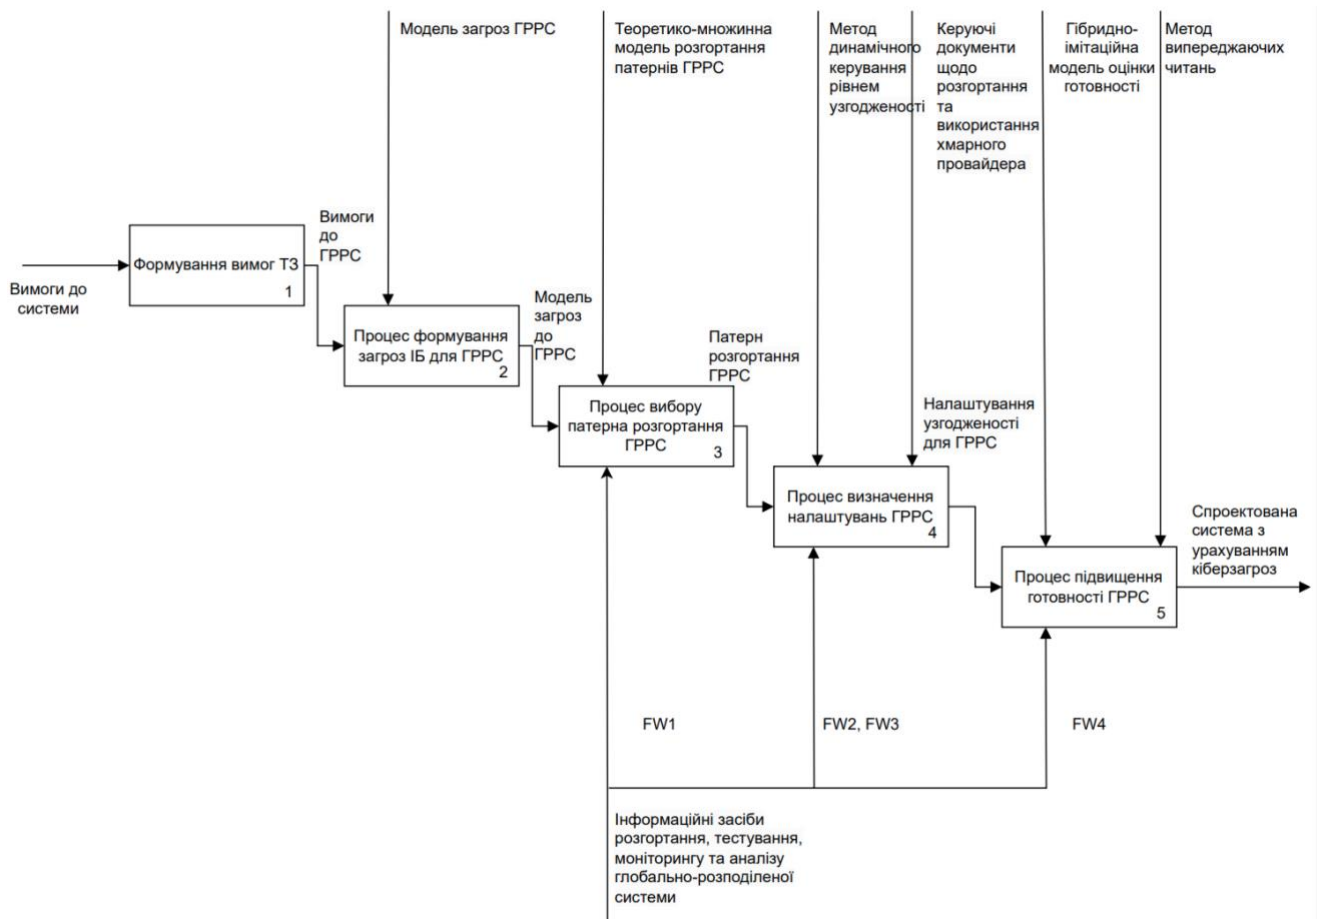 Модель загроз ГРРС
Теоретико-множинна
модель розгортання
патернів ГРРС
Метод
динамічного
керування
рівнем
узгодженості
Керуючі
документи
щодо
розгортання
та
використання
хмарного
провайдера
Гібридно-
імітаційна
модель оцінки
готовності
Метод
випереджаючих
читань
Вимоги до
системи
Формування вимог ТЗ
1
Вимоги
до
ГРРС
Процес формування
загроз ІБ для ГРРС
2
Модель
загроз
до
ГРРС
Процес вибору
патерна розгортання
ГРРС
3
Патерн
розгортання
ГРРС
Процес визначення
налаштувань ГРРС
4
Налаштування
узгодженості
для ГРРС
Процес підвищення
готовності ГРРС
5
Спроектована
система з
урахуванням
кіберзагроз
FW1
FW2, FW3
FW4
Інформаційні засіби
розгортання, тестування,
моніторингу та аналізу
глобально-розподіленої
системи